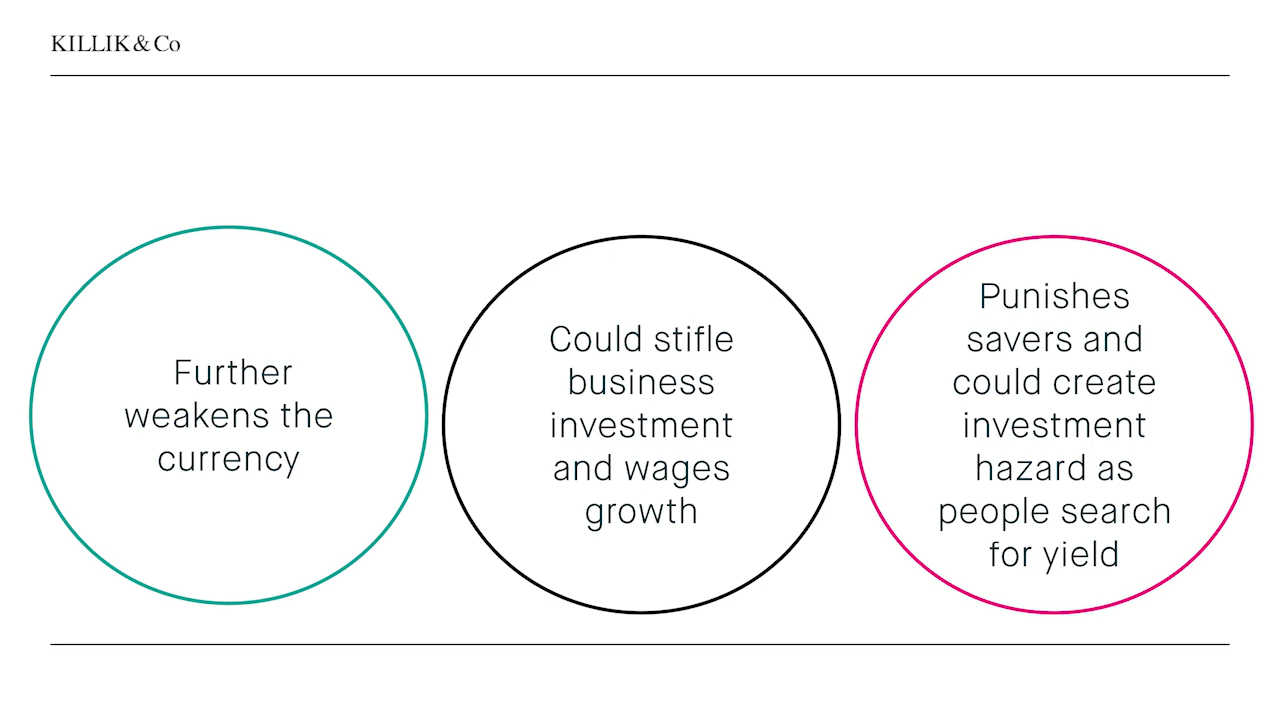 KILLIK & Co
Further
weakens the
currency
Could stifle
business
investment
and wages
growth
Punishes
savers and
could create
investment
hazard as
people search
for yield